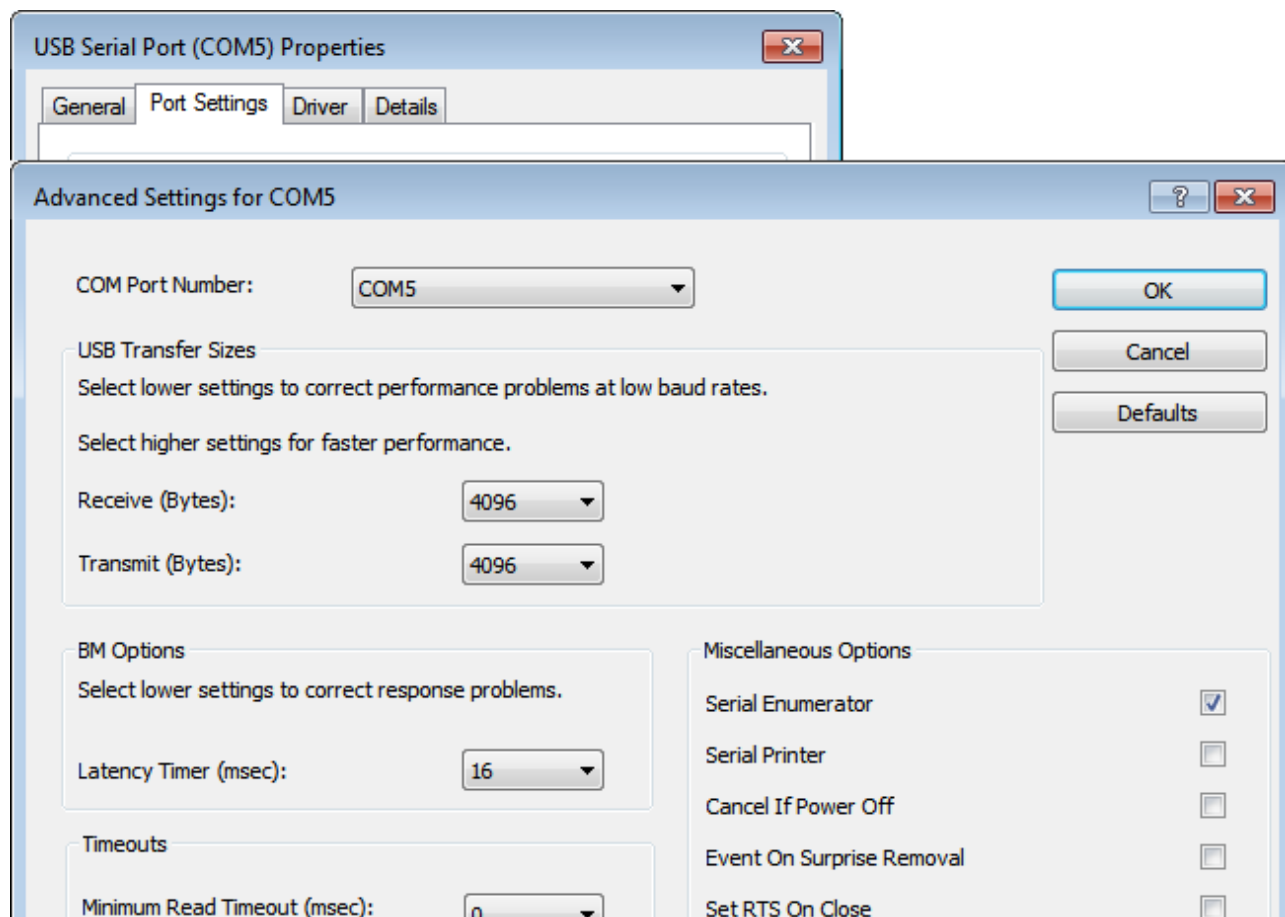 USB Serial Port (COM5) Properties
General Port Settings Driver Details
Advanced Settings for COM5
COM Port Number: COM5
OK
USB Transfer Sizes
Cancel
Select lower settings to correct performance problems at low baud rates.
Defaults
Select higher settings for faster performance.
Receive (Bytes): 4096
Transmit (Bytes): 4096
BM Options
Select lower settings to correct response problems.
Latency Timer (msec): 16
Timeouts
Minimum Read Timeout (msec): 0
Miscellaneous Options
Serial Enumerator
Serial Printer
Cancel If Power Off
Event On Surprise Removal
Set RTS On Close